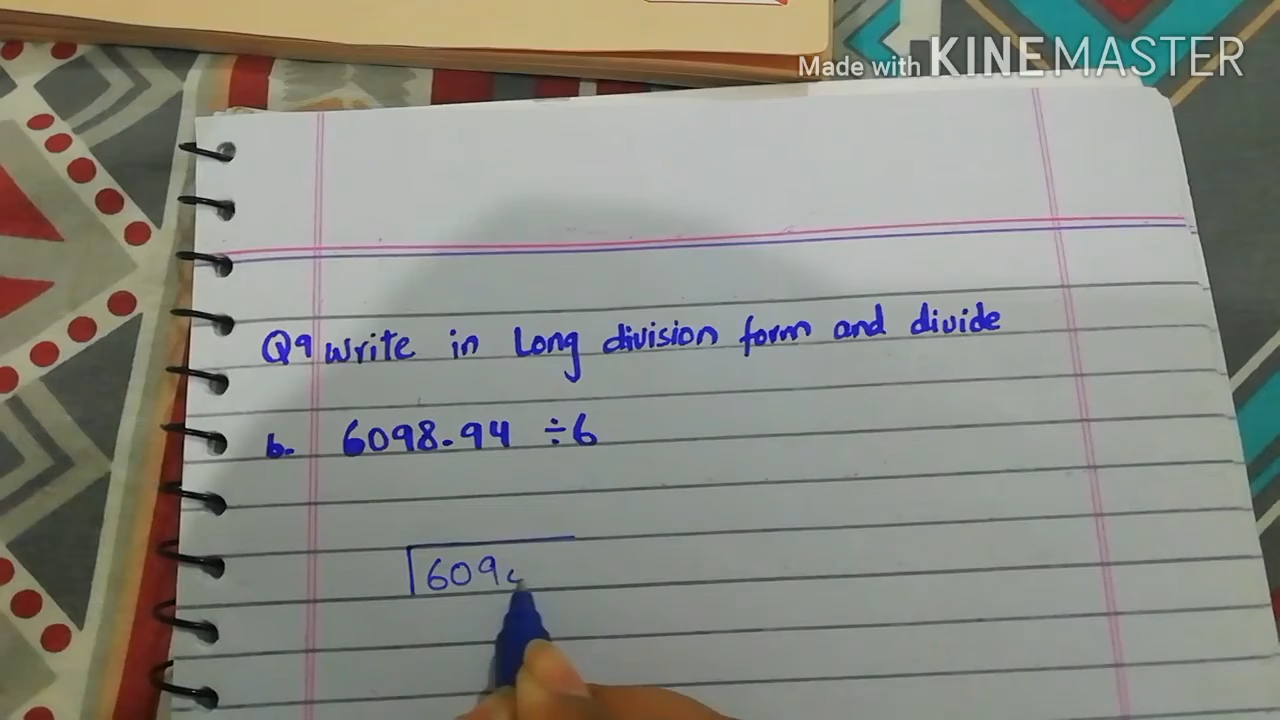 Made with KINEMASTER
Q9 Write in Long division form and divide
b. 6098.94 ÷6
609